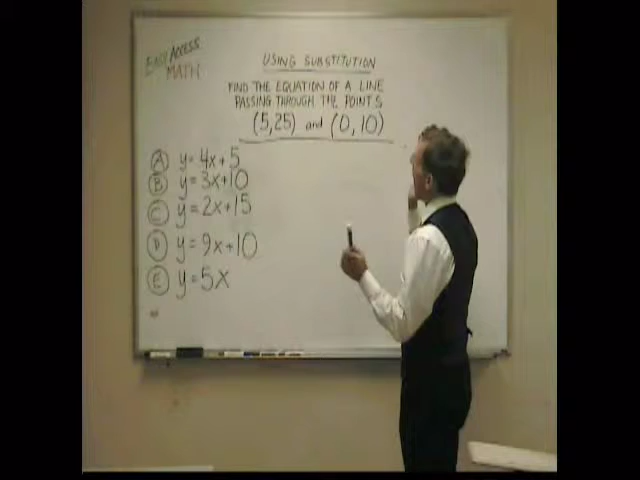 EASY ACCESS
MATH
USING SUBSTITUTION
FIND THE EQUATION OF A LINE
PASSING THROUGH THE POINTS
(5,25) and (0,10)
A y=4x+5
B y=3x+10
C y=2x+15
D y=9x+10
E y=5x